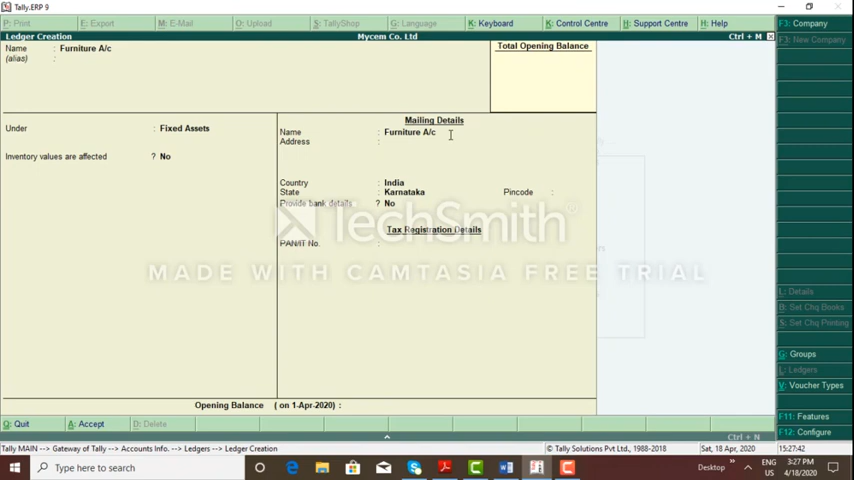 Tally.ERP 9
P: Print E: Export M: E-Mail O: Upload S: TallyShop G: Language K: Keyboard K: Control Centre H: Support Centre H: Help
F3: Company
F3: New Company
Ledger Creation Mycem Co. Ltd Ctrl + M
Name : Furniture A/c
(alias) :
Total Opening Balance
Under : Fixed Assets
Inventory values are affected ? No
Mailing Details
Name : Furniture A/c
Address :
Country : India
State : Karnataka Pincode :
Provide bank details ? No
Tax Registration Details
PAN/IT No. :
TechSmith
MADE WITH CAMTASIA FREE TRIAL
L: Details
B: Set Chq Books
S: Set Chq Printing
G: Groups
L: Ledgers
V: Voucher Types
F11: Features
F12: Configure
Opening Balance ( on 1-Apr-2020) :
Q: Quit A: Accept D: Delete
Ctrl + N
Tally MAIN --> Gateway of Tally --> Accounts Info. --> Ledgers --> Ledger Creation © Tally Solutions Pvt Ltd., 1988-2018 Sat, 18 Apr, 2020 15:27:42
Type here to search Desktop ENG US 3:27 PM 4/18/2020